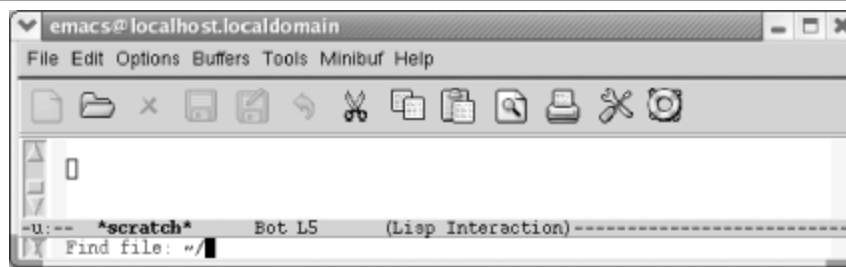 emacs@localhost.localdomain
File Edit Options Buffers Tools Minibuf Help
-u:-- *scratch* Bot L5 (Lisp Interaction)---------------------------
Find file: ~/